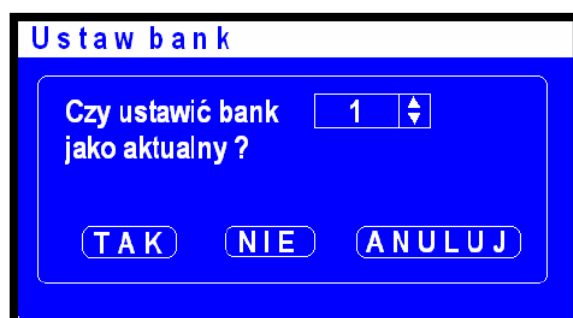 Ustaw bank
Czy ustawić bank 1
jako aktualny ?
TAK NIE ANULUJ